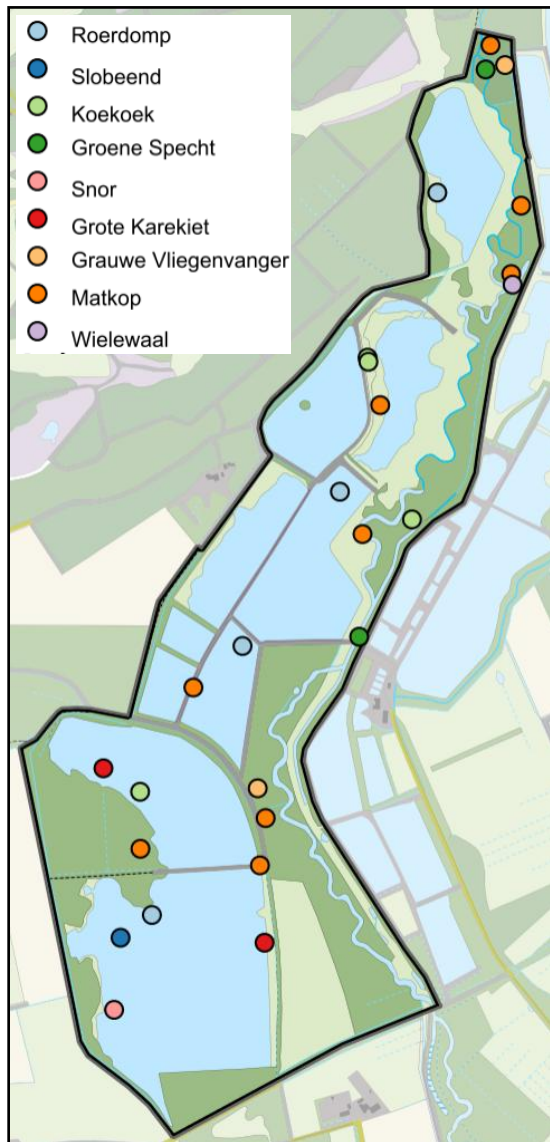 Roerdomp
Slobeend
Koekoek
Groene Specht
Snor
Grote Karekiet
Grauwe Vliegenvanger
Matkop
Wielewaal